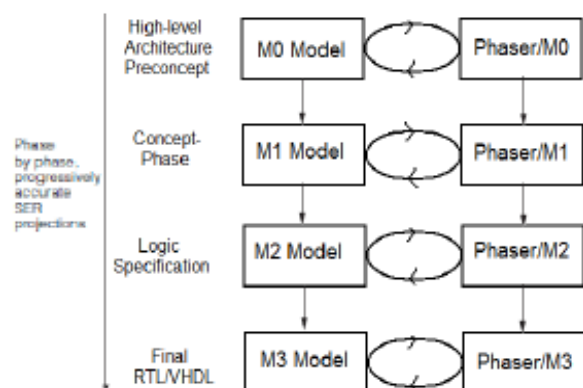 High-level
Architecture
Preconcept
M0 Model
Phaser/M0
Phase
by phase,
progressively
accurate
SER
projections
Concept-
Phase
M1 Model
Phaser/M1
Logic
Specification
M2 Model
Phaser/M2
Final
RTL/VHDL
M3 Model
Phaser/M3